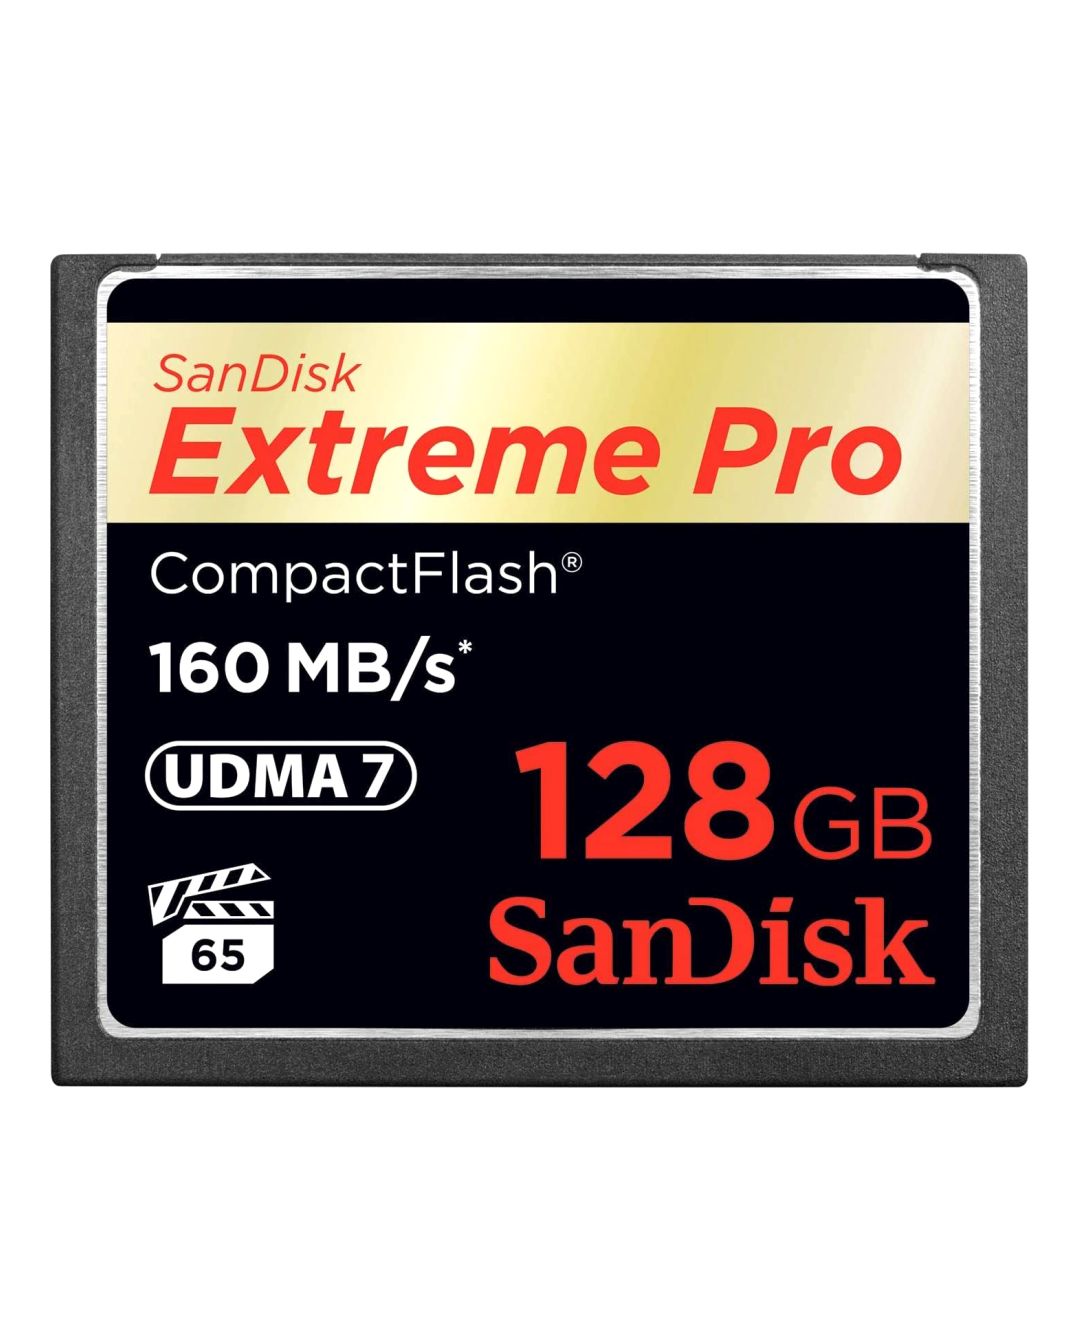 SanDisk
Extreme Pro
CompactFlash®
160 MB/s*
UDMA 7
128 GB
65
SanDisk